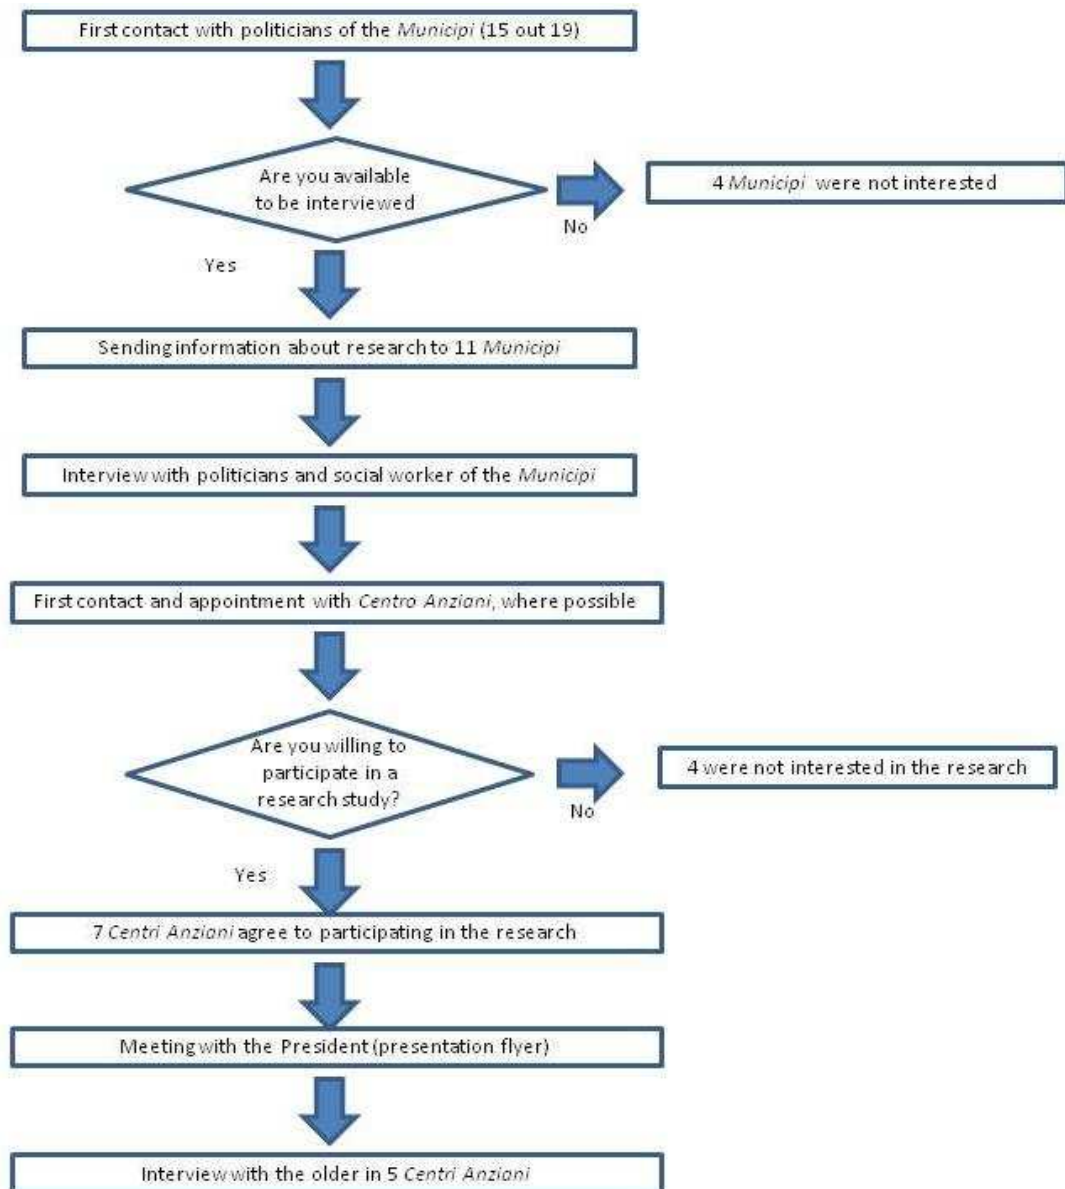 First contact with politicians of the Municipi (15 out 19)
Are you available
to be interviewed
4 Municipi were not interested
No
Yes
Sending information about research to 11 Municipi
Interview with politicians and social worker of the Municipi
First contact and appointment with Centro Anziani, where possible
Are you willing to
participate in a
research study?
4 were not interested in the research
No
Yes
7 Centri Anziani agree to participating in the research
Meeting with the President (presentation flyer)
Interview with the older in 5 Centri Anziani